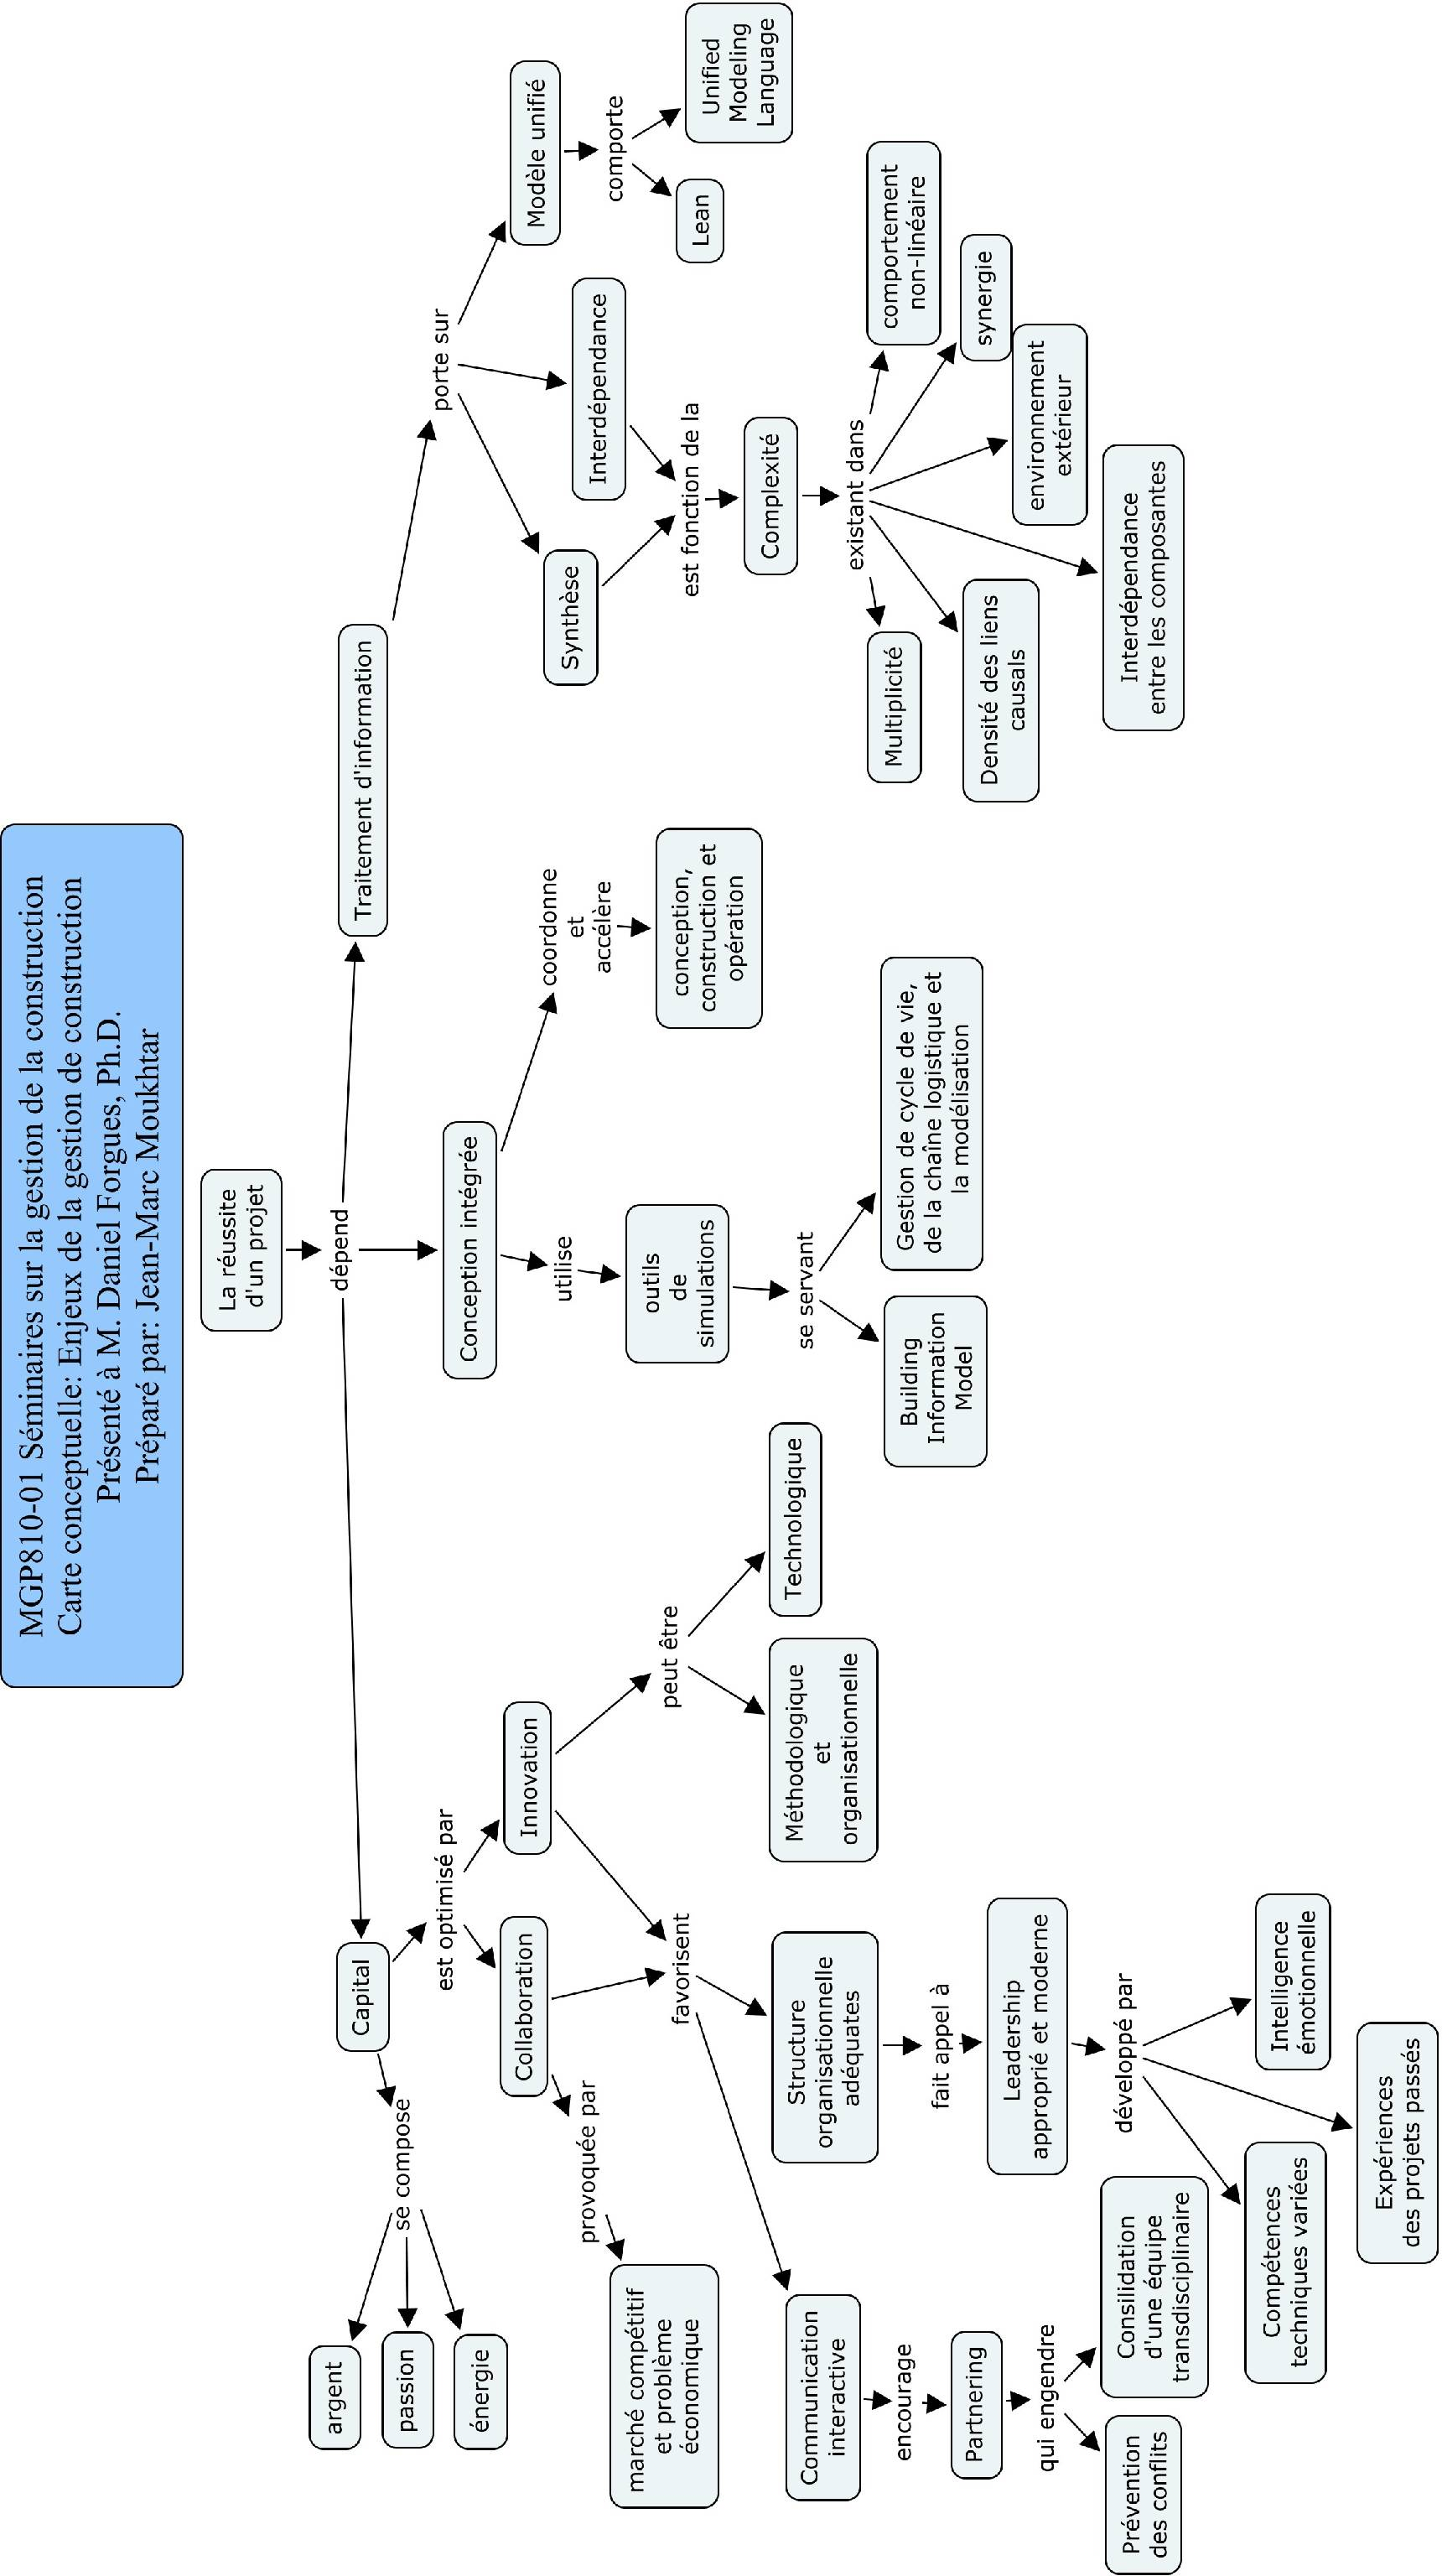 MGP810-01 Séminaires sur la gestion de la construction
Carte conceptuelle: Enjeux de la gestion de construction
Présenté à M. Daniel Forgues, Ph.D.
Préparé par: Jean-Marc Moukhtar
La réussite
d'un projet
dépend
Capital
se compose
argent
passion
énergie
est optimisé par
Collaboration
Innovation
provoquée par
marché compétitif
et problème
économique
favorisent
peut être
Méthodologique
et
organisationnelle
Technologique
Communication
interactive
encourage
Partnering
qui engendre
Prévention
des conflits
Consilidation
d'une équipe
transdisciplinaire
Structure
organisationnelle
adéquates
fait appel à
Leadership
approprié et moderne
développé par
Compétences
techniques variées
Expériences
des projets passés
Intelligence
émotionnelle
Conception intégrée
utilise
outils
de
simulations
se servant
Building
Information
Model
Gestion de cycle de vie,
de la chaîne logistique et
la modélisation
coordonne
et
accélère
conception,
construction et
opération
Traitement d'information
porte sur
Synthèse
Interdépendance
Modèle unifié
comporte
Lean
Unified
Modeling
Language
est fonction de la
Complexité
existant dans
Multiplicité
Densité des liens
causals
Interdépendance
entre les composantes
environnement
extérieur
synergie
comportement
non-linéaire